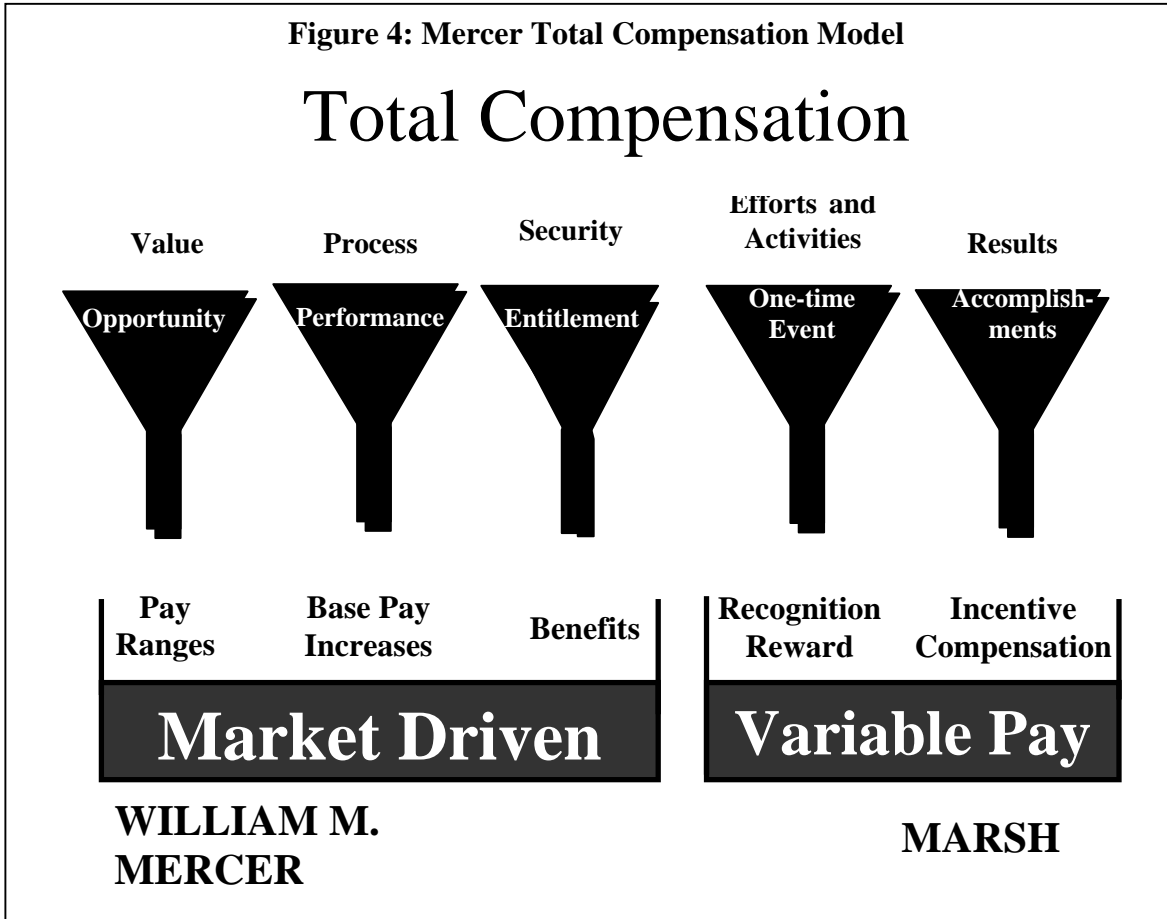 Figure 4: Mercer Total Compensation Model
Total Compensation
Value
Process
Security
Efforts and
Activities
Results
Opportunity
Performance
Entitlement
One-time
Event
Accomplish-
ments
Pay
Ranges
Base Pay
Increases
Benefits
Recognition
Reward
Incentive
Compensation
Market Driven
Variable Pay
WILLIAM M.
MERCER
MARSH